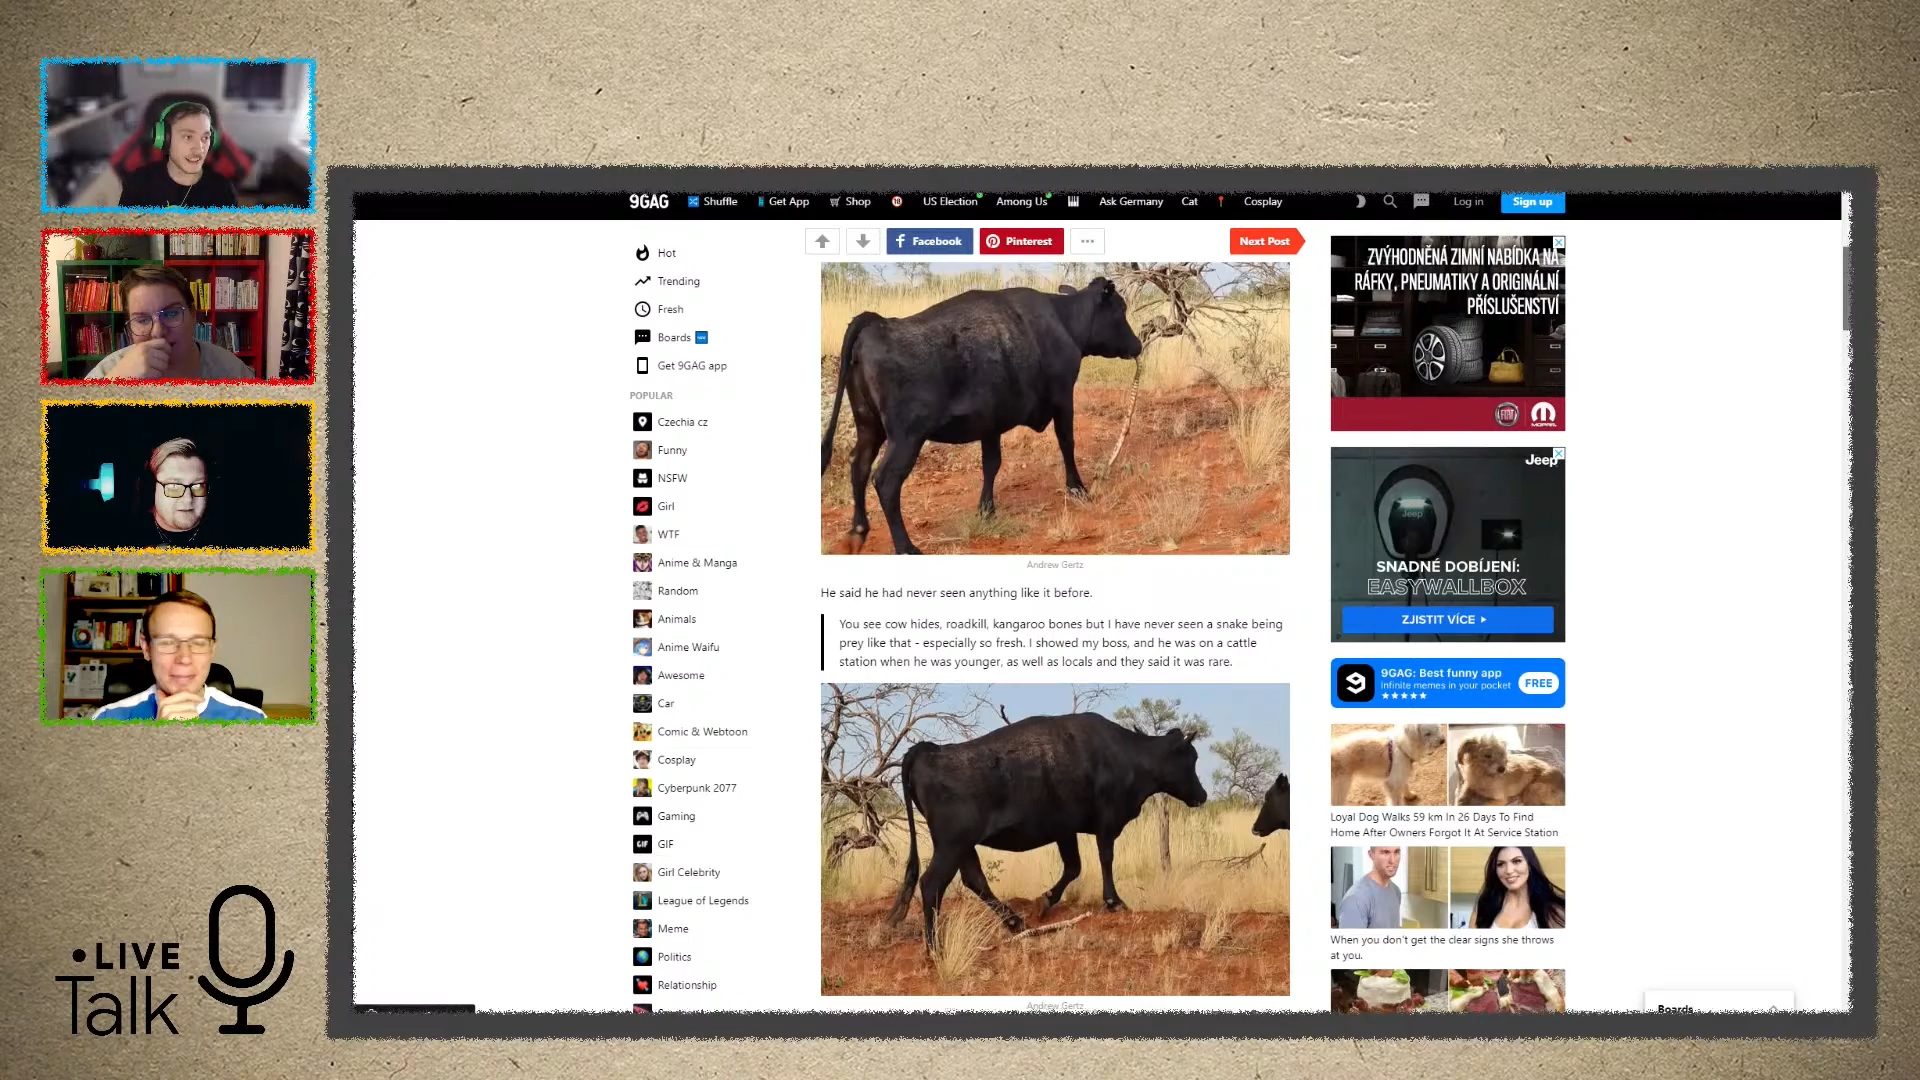 9GAG
Shuffle
Get App
Shop
US Election
Among Us
Ask Germany
Cat
Cosplay
Log in
Sign up
Facebook
Pinterest
Next Post
Hot
Trending
Fresh
Boards
Get 9GAG app
POPULAR
Czechia cz
Funny
NSFW
Girl
WTF
Anime & Manga
Random
Animals
Anime Waifu
Awesome
Car
Comic & Webtoon
Cosplay
Cyberpunk 2077
Gaming
GIF
GIF
Girl Celebrity
League of Legends
Meme
Politics
Relationship
Andrew Gertz
He said he had never seen anything like it before.
You see cow hides, roadkill, kangaroo bones but I have never seen a snake being
prey like that - especially so fresh. I showed my boss, and he was on a cattle
station when he was younger, as well as locals and they said it was rare.
Andrew Gertz
ZVÝHODNĚNÁ ZIMNÍ NABÍDKA NA
RÁFKY, PNEUMATIKY A ORIGINÁLNÍ
PŘÍSLUŠENSTVÍ
FIAT
MOPAR
Jeep
Jeep
SNADNÉ DOBÍJENÍ:
EASYWALLBOX
ZJISTIT VÍCE
9GAG: Best funny app
Infinite memes in your pocket
FREE
Loyal Dog Walks 59 km In 26 Days To Find
Home After Owners Forgot It At Service Station
When you don't get the clear signs she throws
at you.
Boards
•LIVE
Talk